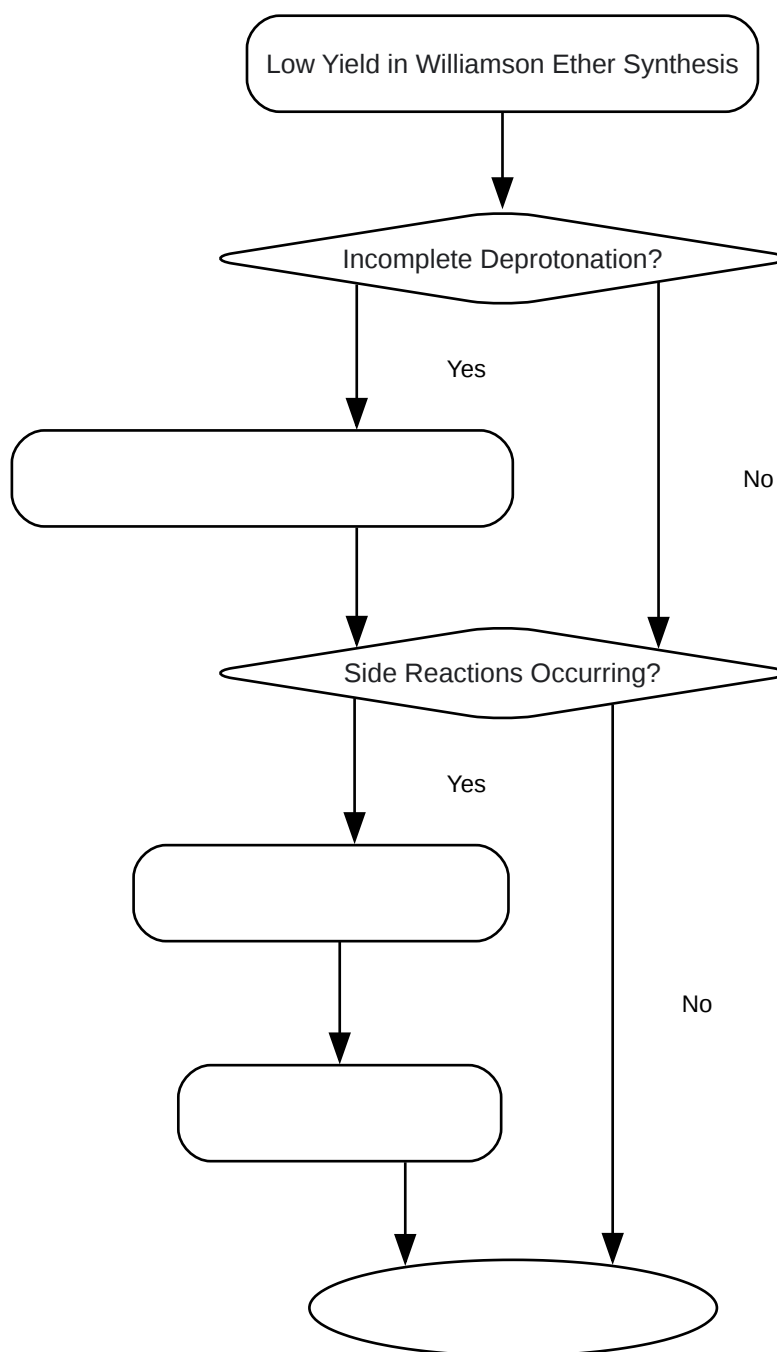 Low Yield in Williamson Ether Synthesis
Incomplete Deprotonation?
Yes
No
Side Reactions Occurring?
Yes
No